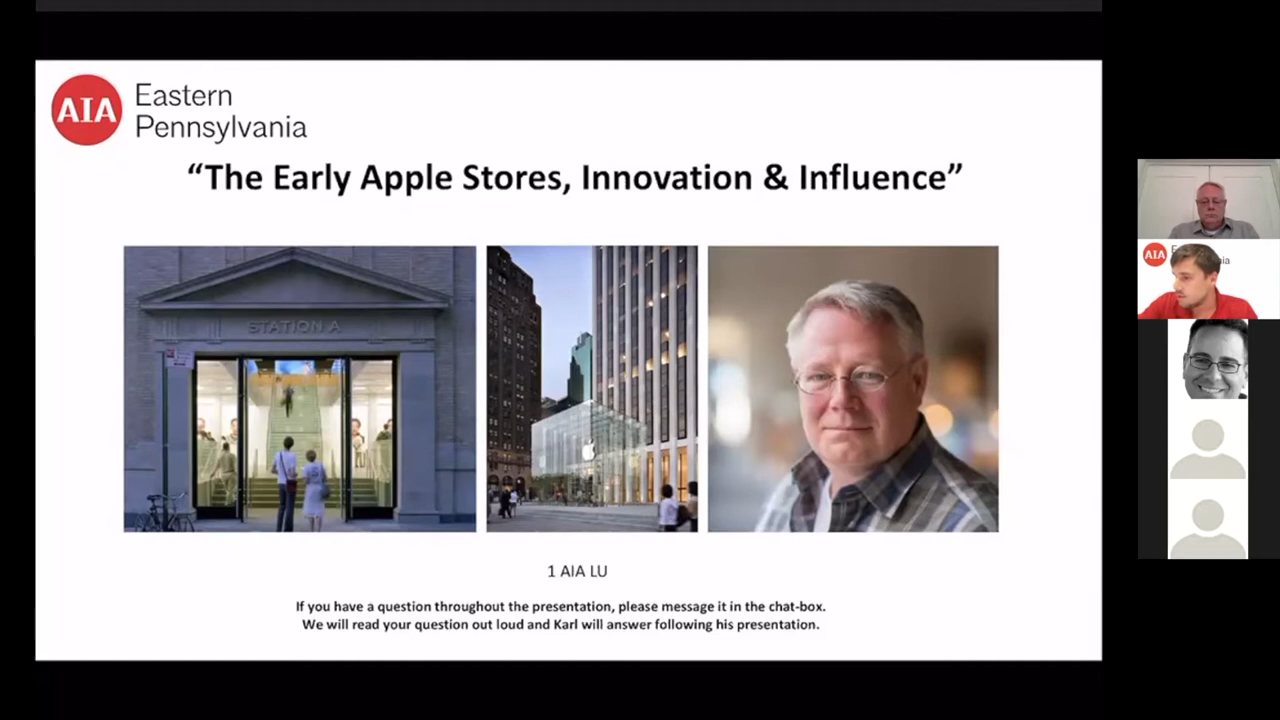 AIA Eastern
Pennsylvania
“The Early Apple Stores, Innovation & Influence”
STATION A
1 AIA LU
If you have a question throughout the presentation, please message it in the chat-box.
We will read your question out loud and Karl will answer following his presentation.
AIA